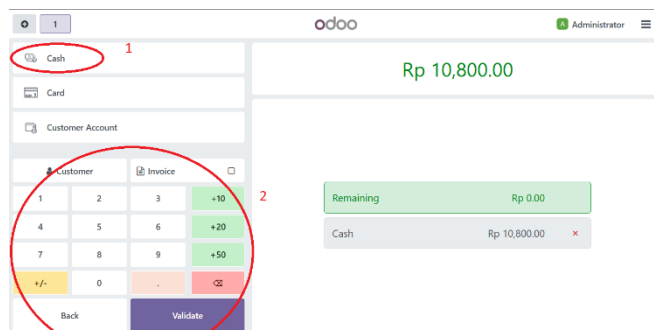 1
odoo
A Administrator
Cash
1
Rp 10,800.00
Card
Customer Account
Customer
Invoice
1 2 3 +10
2
Remaining Rp 0.00
4 5 6 +20
Cash Rp 10,800.00 ×
7 8 9 +50
+/- 0 .
Back Validate